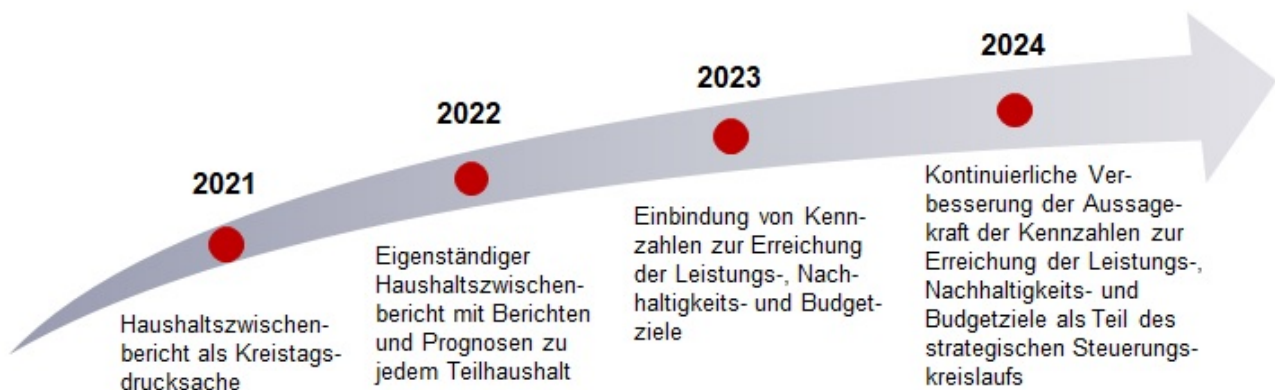 2021
Haushaltszwischen-
bericht als Kreistags-
drucksache
2022
Eigenständiger
Haushaltszwischen-
bericht mit Berichten
und Prognosen zu
jedem Teilhaushalt
2023
Einbindung von Kenn-
zahlen zur Erreichung
der Leistungs-, Nach-
haltigkeits- und Budget-
ziele
2024
Kontinuierliche Ver-
besserung der Aussage-
kraft der Kennzahlen zur
Erreichung der Leistungs-,
Nachhaltigkeits- und
Budgetziele als Teil des
strategischen Steuerungs-
kreislaufs